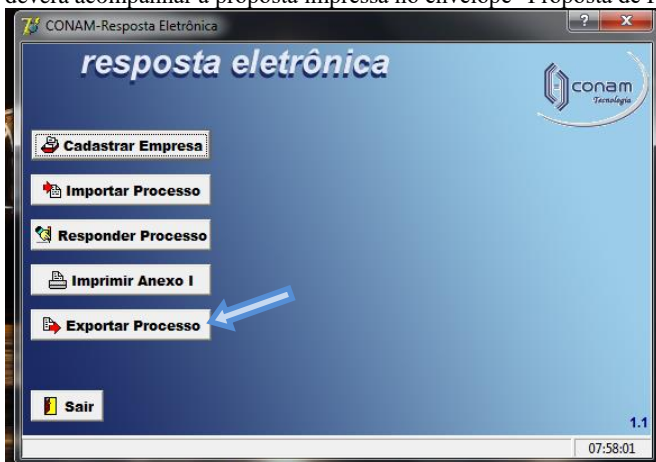 deverá acompanhar a proposta impressa no envelope "Proposta de
CONAM-Resposta Eletrônica
resposta eletrônica
conam
Tecnologia
Cadastrar Empresa
Importar Processo
Responder Processo
Imprimir Anexo I
Exportar Processo
Sair
1.1
07:58:01